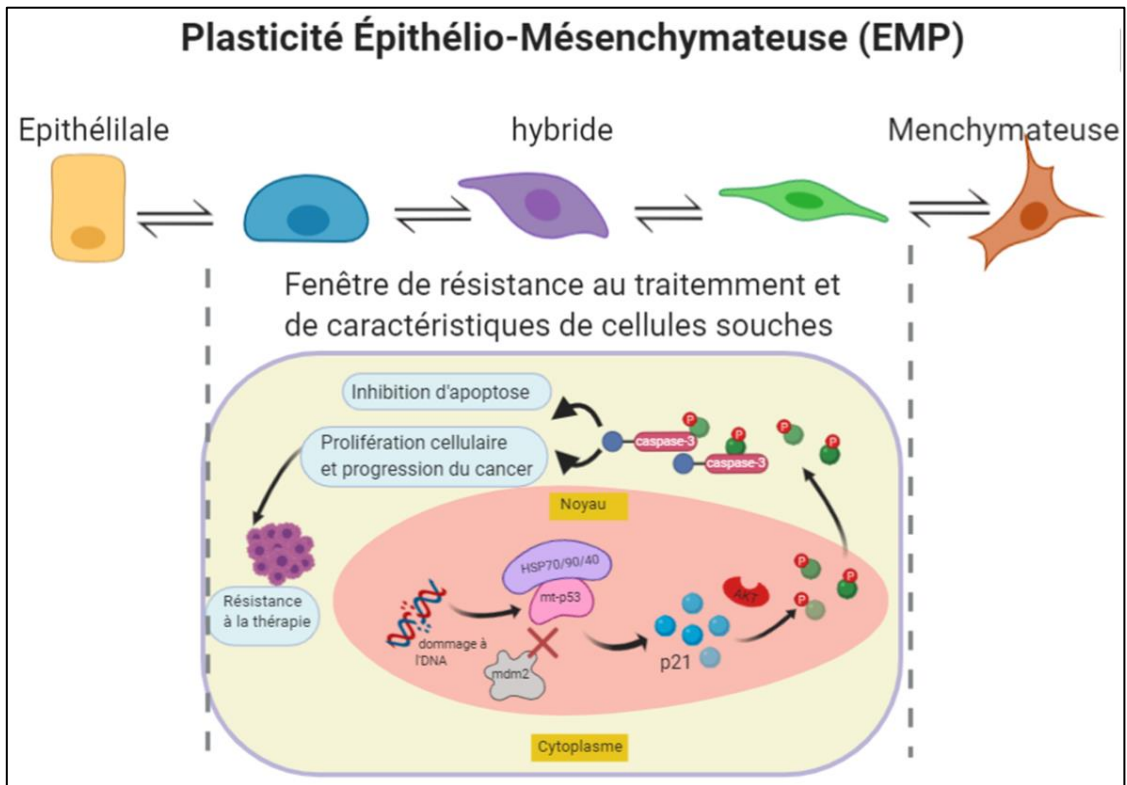 Plasticité Épithélio-Mésenchymateuse (EMP)
Epithélilale
hybride
Menchymateuse
Fenêtre de résistance au traitemment et
de caractéristiques de cellules souches
Inhibition d'apoptose
Prolifération cellulaire
et progression du cancer
P
P
P
P
caspase-3
caspase-3
Noyau
HSP70/90/40
mt-p53
AKT
P
P
P
Résistance
à la thérapie
dommage à
l'DNA
mdm2
p21
Cytoplasme